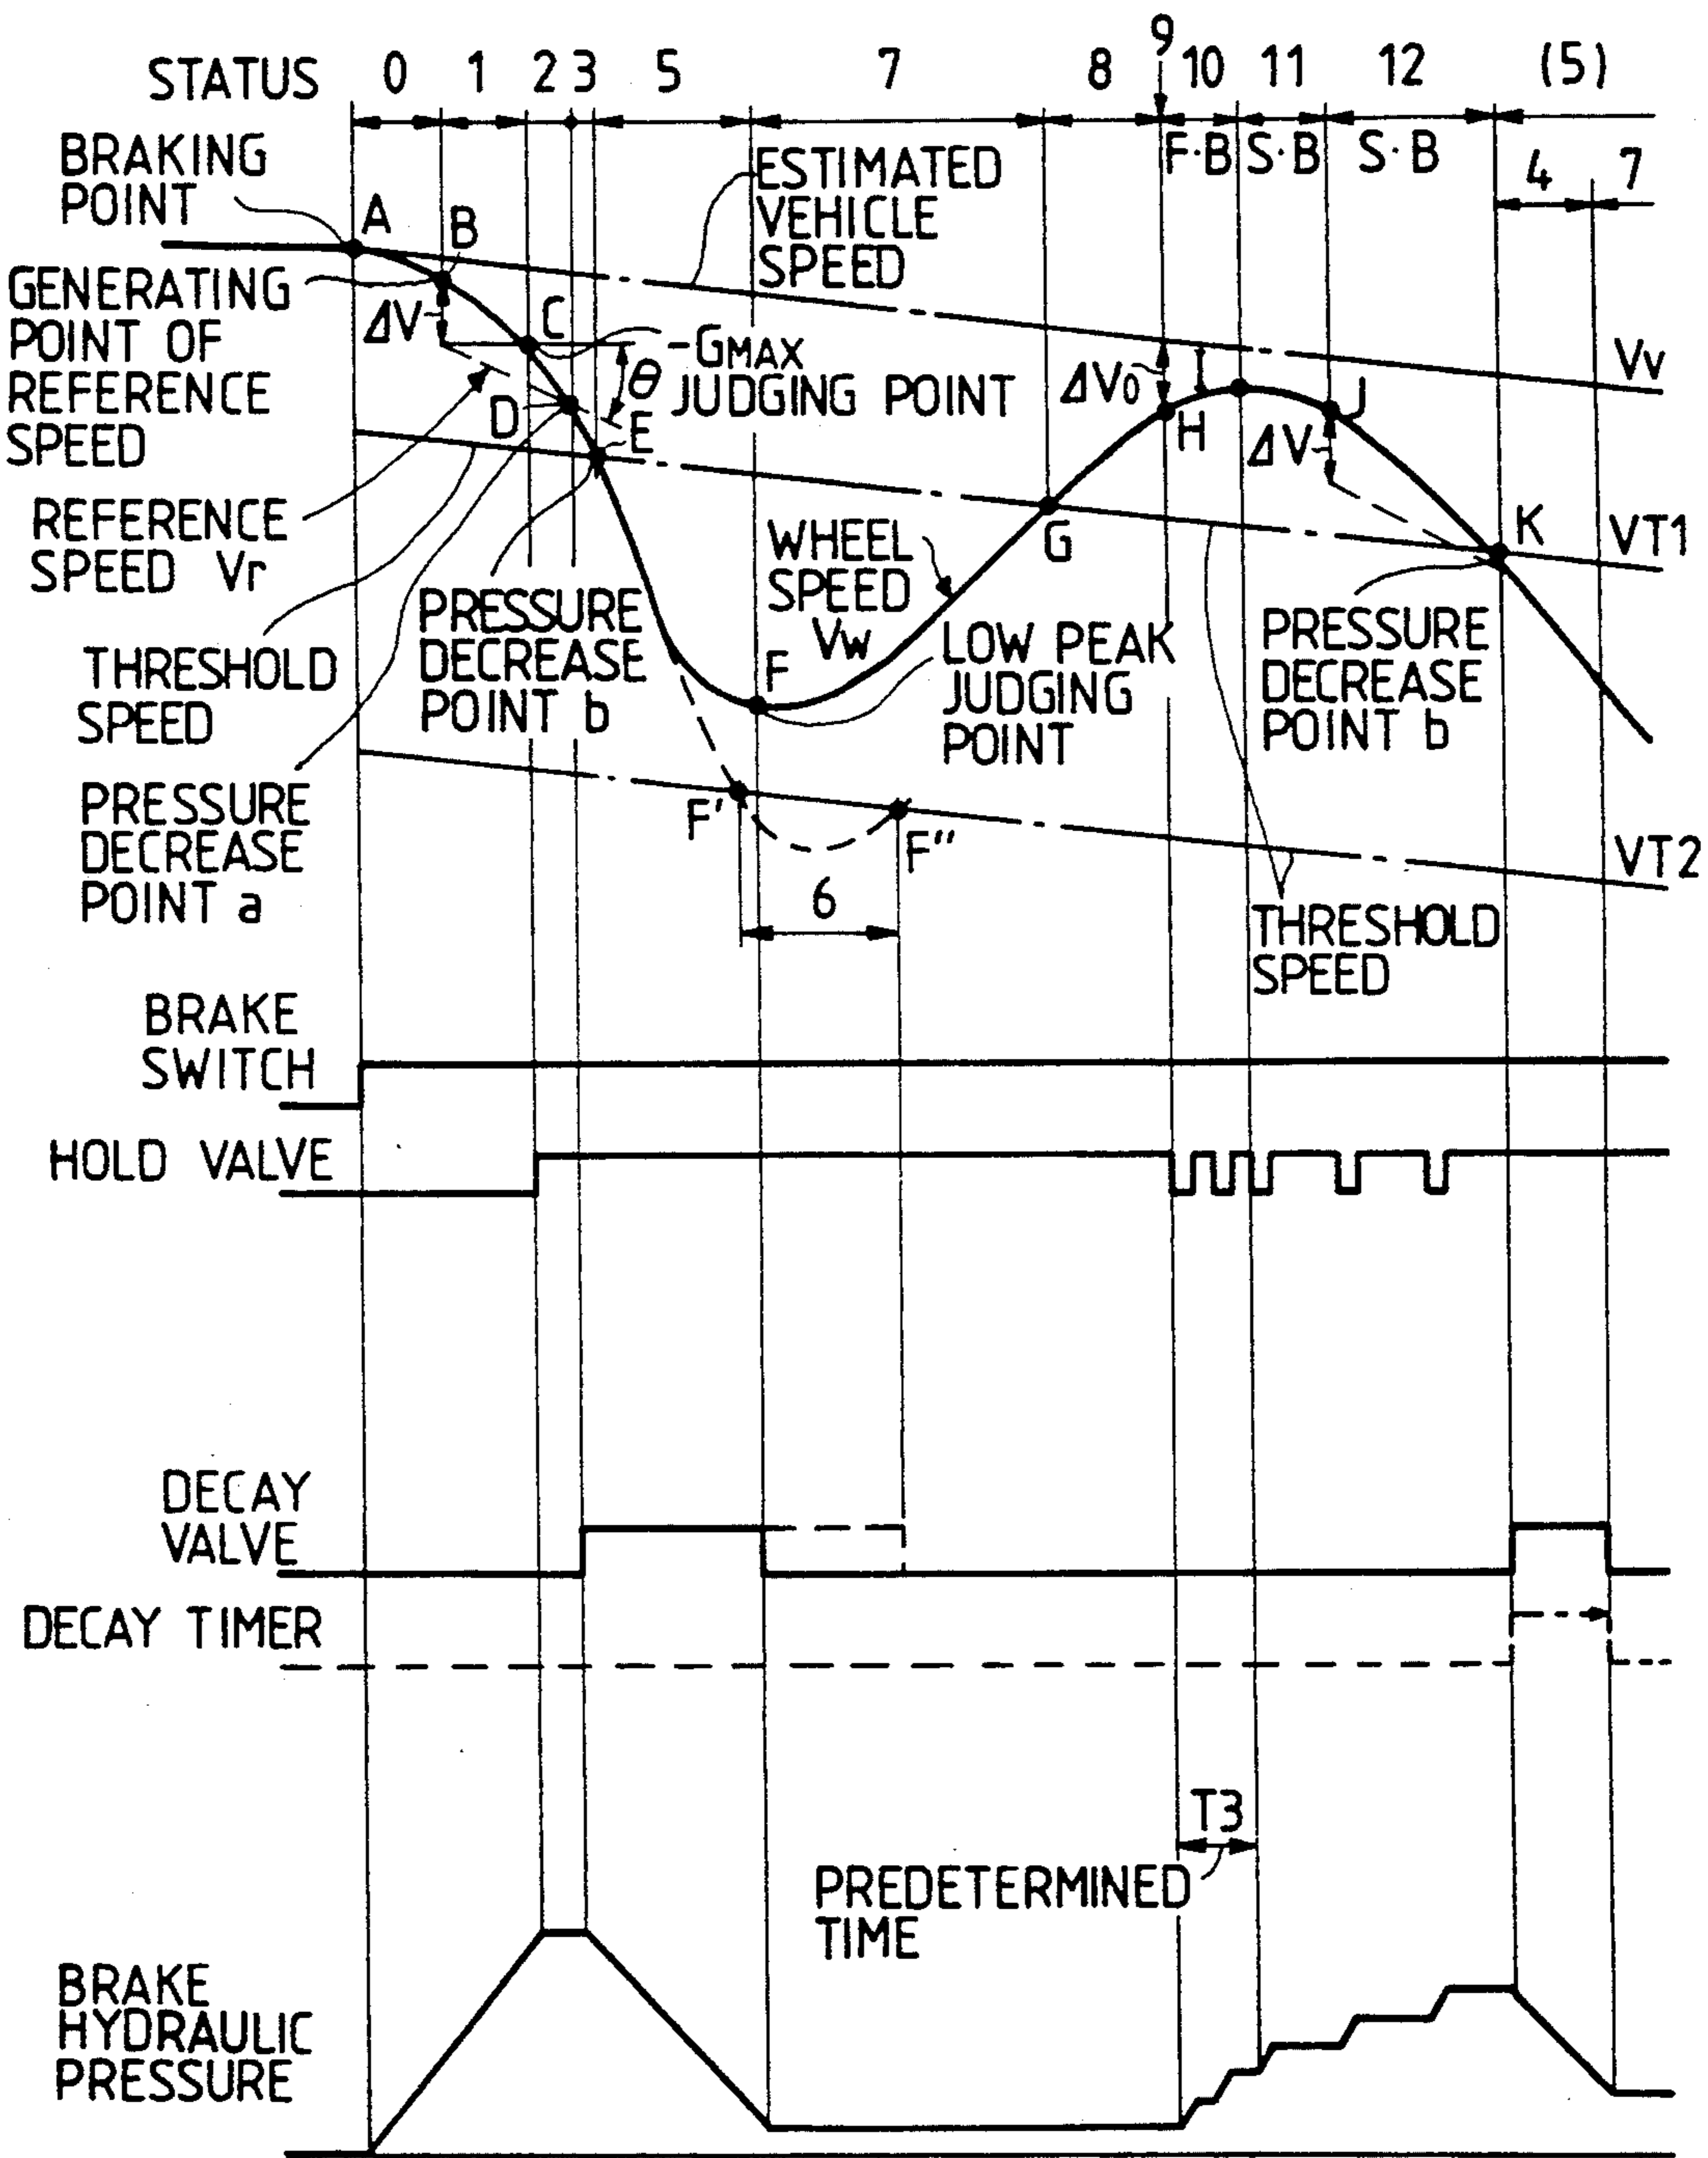 STATUS 0 1 2 3 5 7 8 9 10 11 12 (5)
F·B S·B S·B
4 7
BRAKING
POINT
A
B
ESTIMATED
VEHICLE
SPEED
GENERATING
POINT OF
REFERENCE
SPEED
ΔV
C
-GMAX
JUDGING POINT
θ
D
E
ΔV0
H
J
ΔV
Vv
REFERENCE
SPEED Vr
WHEEL
SPEED
Vw
G
K
VT1
THRESHOLD
SPEED
PRESSURE
DECREASE
POINT b
F
LOW PEAK
JUDGING
POINT
PRESSURE
DECREASE
POINT b
PRESSURE
DECREASE
POINT a
F'
F"
6
VT2
THRESHOLD
SPEED
BRAKE
SWITCH
HOLD VALVE
DECAY
VALVE
DECAY TIMER
T3
PREDETERMINED
TIME
BRAKE
HYDRAULIC
PRESSURE